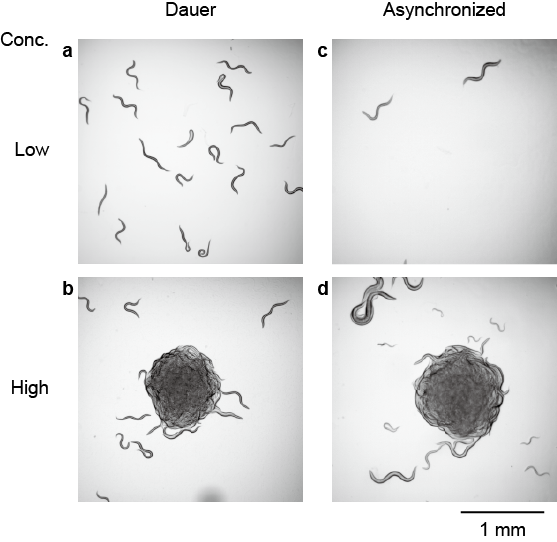 Dauer Asynchronized
Conc.
a c
Low
b d
High
1 mm